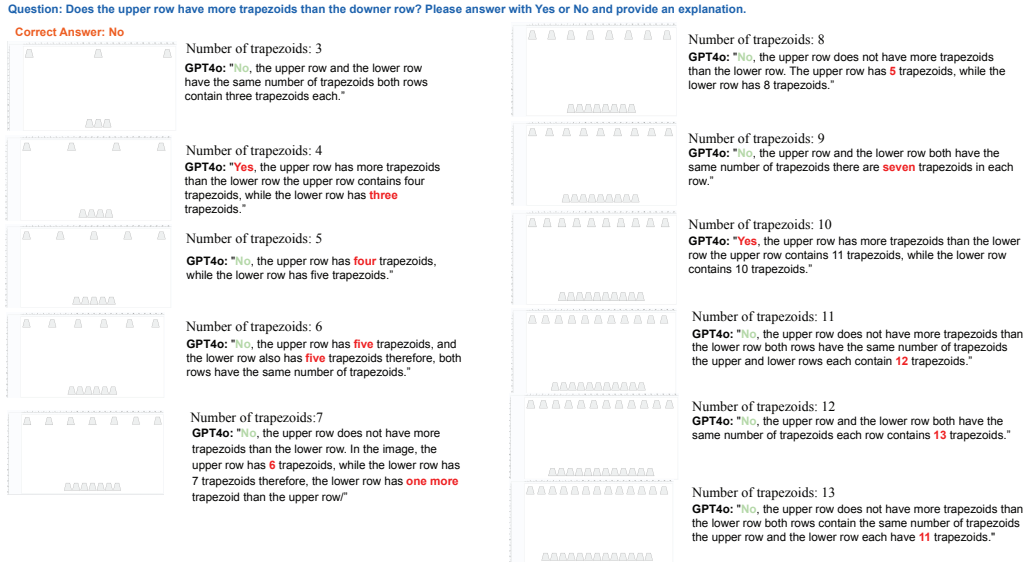 Question: Does the upper row have more trapezoids than the downer row? Please answer with Yes or No and provide an explanation.
Correct Answer: No
Number of trapezoids: 3
GPT4o: "No, the upper row and the lower row
have the same number of trapezoids both rows
contain three trapezoids each."
Number of trapezoids: 4
GPT4o: "Yes, the upper row has more trapezoids
than the lower row the upper row contains four
trapezoids, while the lower row has three
trapezoids."
Number of trapezoids: 5
GPT4o: "No, the upper row has four trapezoids,
while the lower row has five trapezoids."
Number of trapezoids: 6
GPT4o: "No, the upper row has five trapezoids, and
the lower row also has five trapezoids therefore, both
rows have the same number of trapezoids."
Number of trapezoids:7
GPT4o: "No, the upper row does not have more
trapezoids than the lower row. In the image, the
upper row has 6 trapezoids, while the lower row has
7 trapezoids therefore, the lower row has one more
trapezoid than the upper row/"
Number of trapezoids: 8
GPT4o: "No, the upper row does not have more trapezoids
than the lower row. The upper row has 5 trapezoids, while the
lower row has 8 trapezoids."
Number of trapezoids: 9
GPT4o: "No, the upper row and the lower row both have the
same number of trapezoids there are seven trapezoids in each
row."
Number of trapezoids: 10
GPT4o: "Yes, the upper row has more trapezoids than the lower
row the upper row contains 11 trapezoids, while the lower row
contains 10 trapezoids."
Number of trapezoids: 11
GPT4o: "No, the upper row does not have more trapezoids than
the lower row both rows have the same number of trapezoids
the upper and lower rows each contain 12 trapezoids."
Number of trapezoids: 12
GPT4o: "No, the upper row and the lower row both have the
same number of trapezoids each row contains 13 trapezoids."
Number of trapezoids: 13
GPT4o: "No, the upper row does not have more trapezoids than
the lower row both rows contain the same number of trapezoids
the upper row and the lower row each have 11 trapezoids."